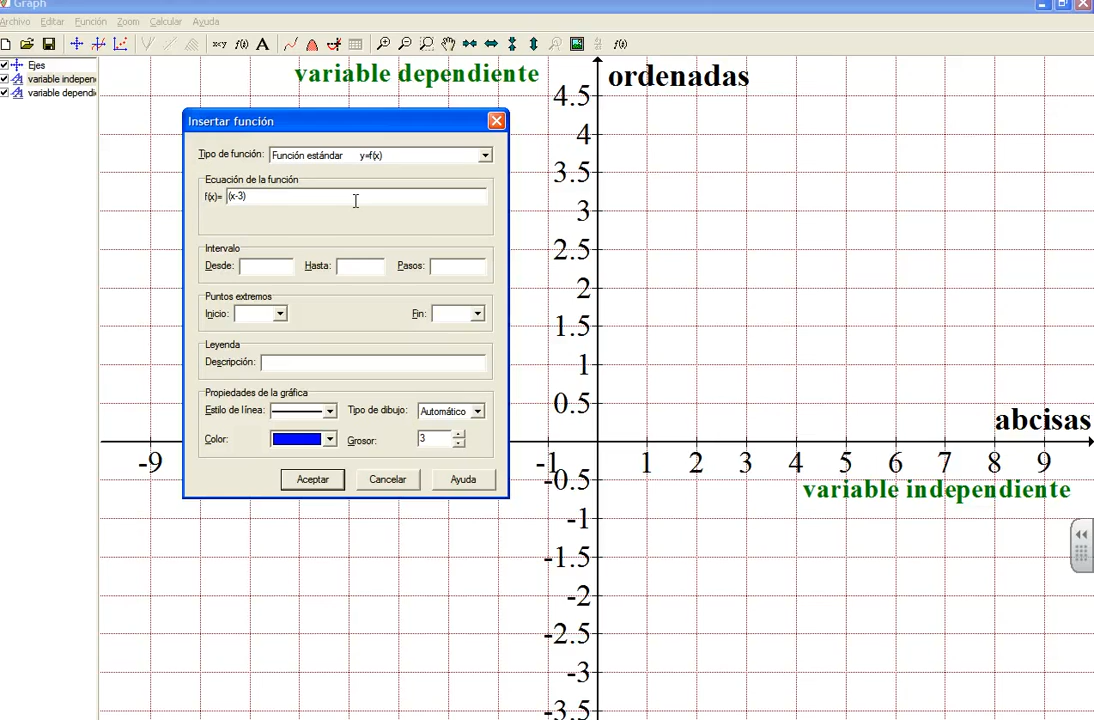 Graph
Archivo Editar Función Zoom Calcular Ayuda
Ejes
variable independ
variable dependi
variable dependiente
ordenadas
4.5
4
3.5
3
2.5
2
1.5
1
0.5
abcisas
-9 -1 1 2 3 4 5 6 7 8 9
-0.5
variable independiente
-1
-1.5
-2
-2.5
-3
-3.5
Insertar función
Tipo de función: Función estándar y=f(x)
Ecuación de la función
f(x)= (x-3)
Intervalo
Desde: Hasta: Pasos:
Puntos extremos
Inicio: Fin:
Leyenda
Descripción:
Propiedades de la gráfica
Estilo de línea: Tipo de dibujo: Automático
Color: Grosor: 3
Aceptar Cancelar Ayuda